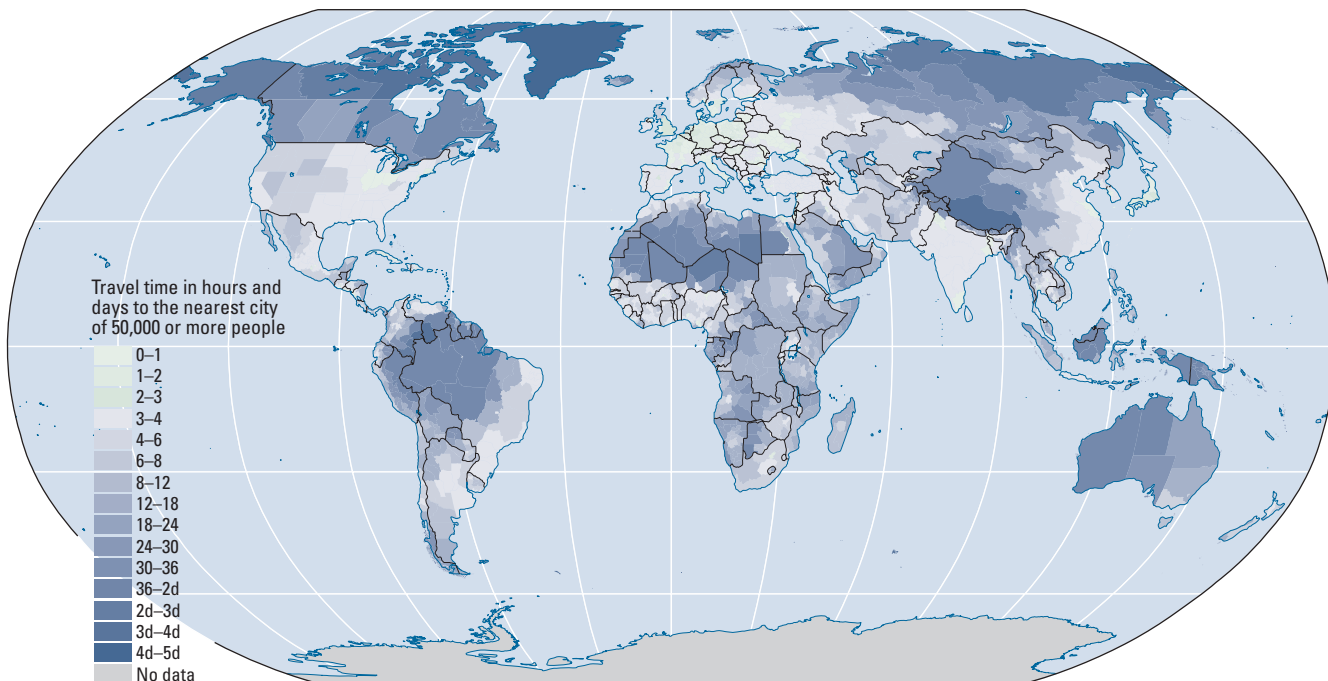 Travel time in hours and
days to the nearest city
of 50,000 or more people
0–1
1–2
2–3
3–4
4–6
6–8
8–12
12–18
18–24
24–30
30–36
36–2d
2d–3d
3d–4d
4d–5d
No data